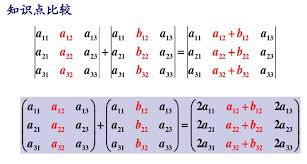 知识点比较
| a₁₁ a₁₂ a₁₃ | | a₁₁ b₁₂ a₁₃ | | a₁₁ a₁₂+b₁₂ a₁₃ |
| a₂₁ a₂₂ a₂₃ | + | a₂₁ b₂₂ a₂₃ | = | a₂₁ a₂₂+b₂₂ a₂₃ |
| a₃₁ a₃₂ a₃₃ | | a₃₁ b₃₂ a₃₃ | | a₃₁ a₃₂+b₃₂ a₃₃ |
( a₁₁ a₁₂ a₁₃ ) ( a₁₁ b₁₂ a₁₃ ) ( 2a₁₁ a₁₂+b₁₂ 2a₁₃ )
( a₂₁ a₂₂ a₂₃ ) + ( a₂₁ b₂₂ a₂₃ ) = ( 2a₂₁ a₂₂+b₂₂ 2a₂₃ )
( a₃₁ a₃₂ a₃₃ ) ( a₃₁ b₃₂ a₃₃ ) ( 2a₃₁ a₃₂+b₃₂ 2a₃₃ )